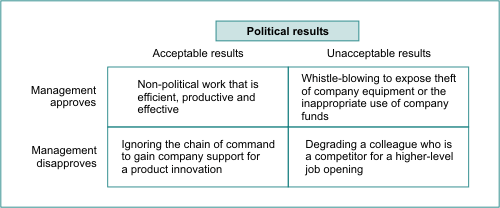 Political results
Acceptable results
Unacceptable results
Management
approves
Non-political work that is
efficient, productive and
effective
Whistle-blowing to expose theft
of company equipment or the
inappropriate use of company
funds
Management
disapproves
Ignoring the chain of command
to gain company support for
a product innovation
Degrading a colleague who is
a competitor for a higher-level
job opening